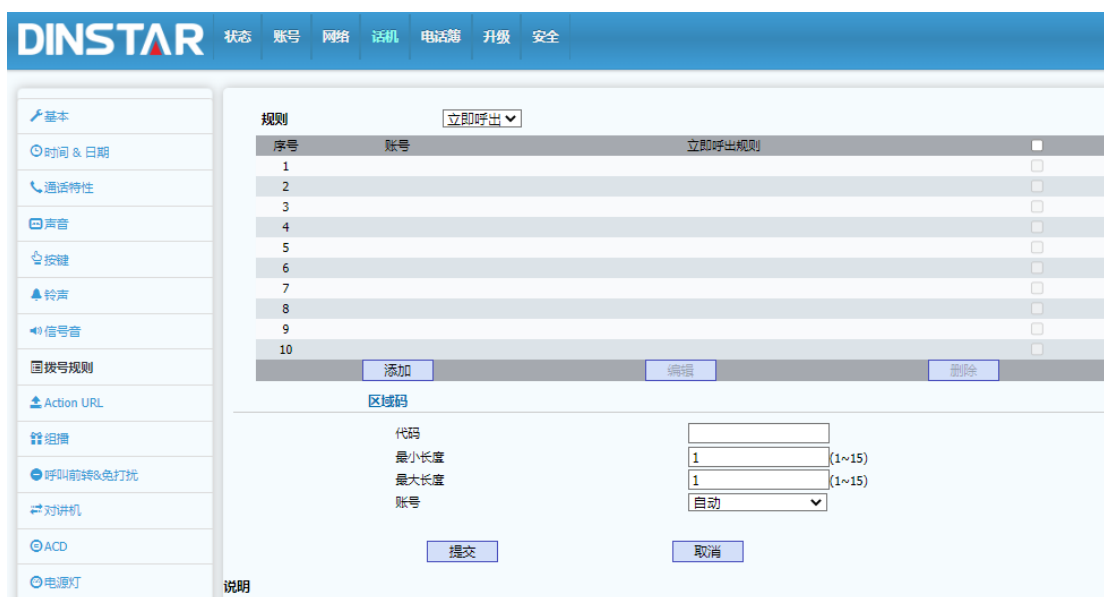 DINSTAR 状态 账号 网络 话机 电话簿 升级 安全
基本
时间 & 日期
通话特性
声音
按键
铃声
信号音
拨号规则
Action URL
组播
呼叫前转&免打扰
对讲机
ACD
电源灯
规则 立即呼出
序号 账号 立即呼出规则
1
2
3
4
5
6
7
8
9
10
添加 编辑 删除
区域码
代码
最小长度 1 (1~15)
最大长度 1 (1~15)
账号 自动
提交 取消
说明